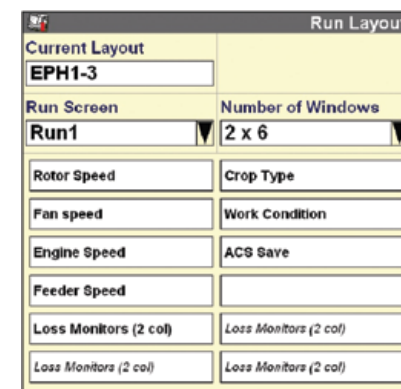 Run Layout
Current Layout
EPH1-3
Run Screen Number of Windows
Run1 2 x 6
Rotor Speed Crop Type
Fan speed Work Condition
Engine Speed ACS Save
Feeder Speed
Loss Monitors (2 col) Loss Monitors (2 col)
Loss Monitors (2 col) Loss Monitors (2 col)